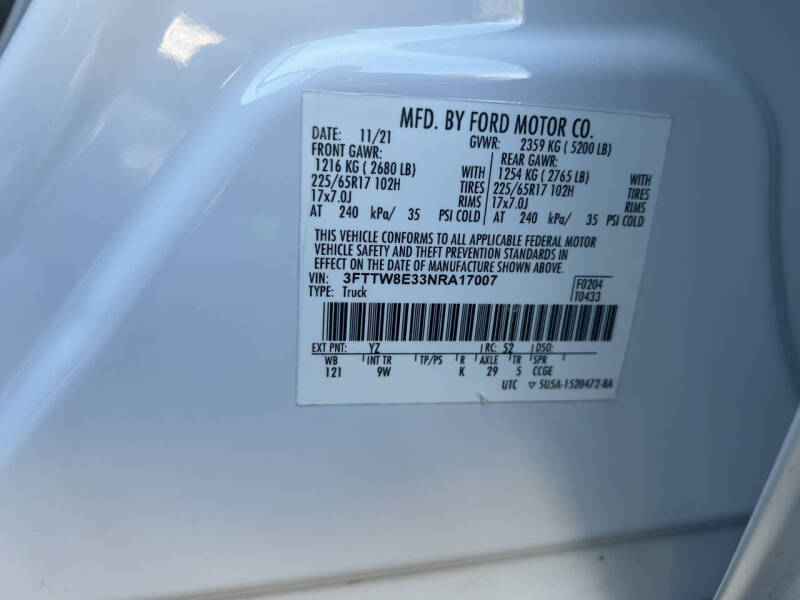 MFD. BY FORD MOTOR CO.
DATE: 11/21 GVWR: 2359 KG ( 5200 LB)
FRONT GAWR: REAR GAWR:
1216 KG ( 2680 LB) WITH 1254 KG ( 2765 LB) WITH
225/65R17 102H TIRES 225/65R17 102H TIRES
17x7.0J RIMS 17x7.0J RIMS
AT 240 kPa/ 35 PSI COLD AT 240 kPa/ 35 PSI COLD
THIS VEHICLE CONFORMS TO ALL APPLICABLE FEDERAL MOTOR
VEHICLE SAFETY AND THEFT PREVENTION STANDARDS IN
EFFECT ON THE DATE OF MANUFACTURE SHOWN ABOVE.
VIN: 3FTTW8E33NRA17007 F0204
TYPE: Truck T0433
EXT PNT: YZ RC: 52 DSO:
WB INT TR TP/PS R AXLE TR SPR
121 9W K 29 5 CCGE
UTC ▽ 5U5A-1520472-BA